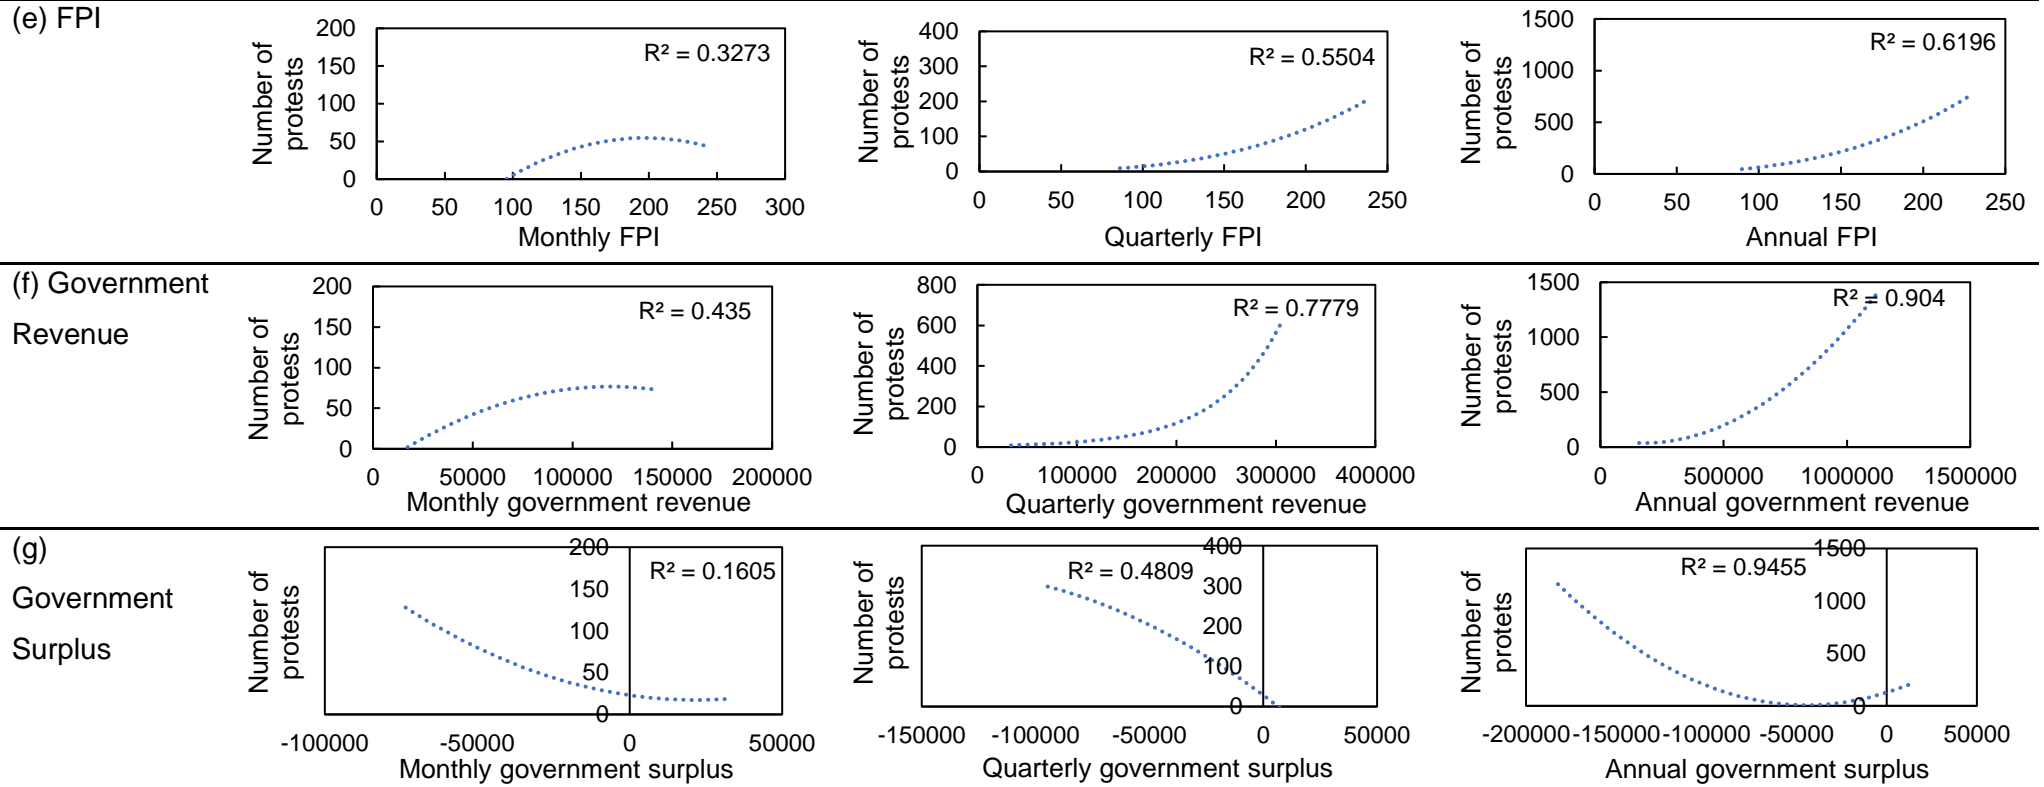 (e) FPI
Number of
protests
200
150
100
50
0
R² = 0.3273
0 50 100 150 200 250 300
Monthly FPI
Number of
protests
400
300
200
100
0
R² = 0.5504
0 50 100 150 200 250
Quarterly FPI
Number of
protests
1500
1000
500
0
R² = 0.6196
0 50 100 150 200 250
Annual FPI
(f) Government
Revenue
Number of
protests
200
150
100
50
0
R² = 0.435
0 50000 100000 150000 200000
Monthly government revenue
Number of
protests
800
600
400
200
0
R² = 0.7779
0 100000 200000 300000 400000
Quarterly government revenue
Number of
protests
1500
1000
500
0
R² = 0.904
0 500000 1000000 1500000
Annual government revenue
(g)
Government
Surplus
Number of
protests
200
150
100
50
0
R² = 0.1605
-100000 -50000 0 50000
Monthly government surplus
Number of
protests
400
300
200
100
0
R² = 0.4809
-150000 -100000 -50000 0 50000
Quarterly government surplus
Number of
protets
1500
1000
500
0
R² = 0.9455
-200000 -150000 -100000 -50000 0 50000
Annual government surplus